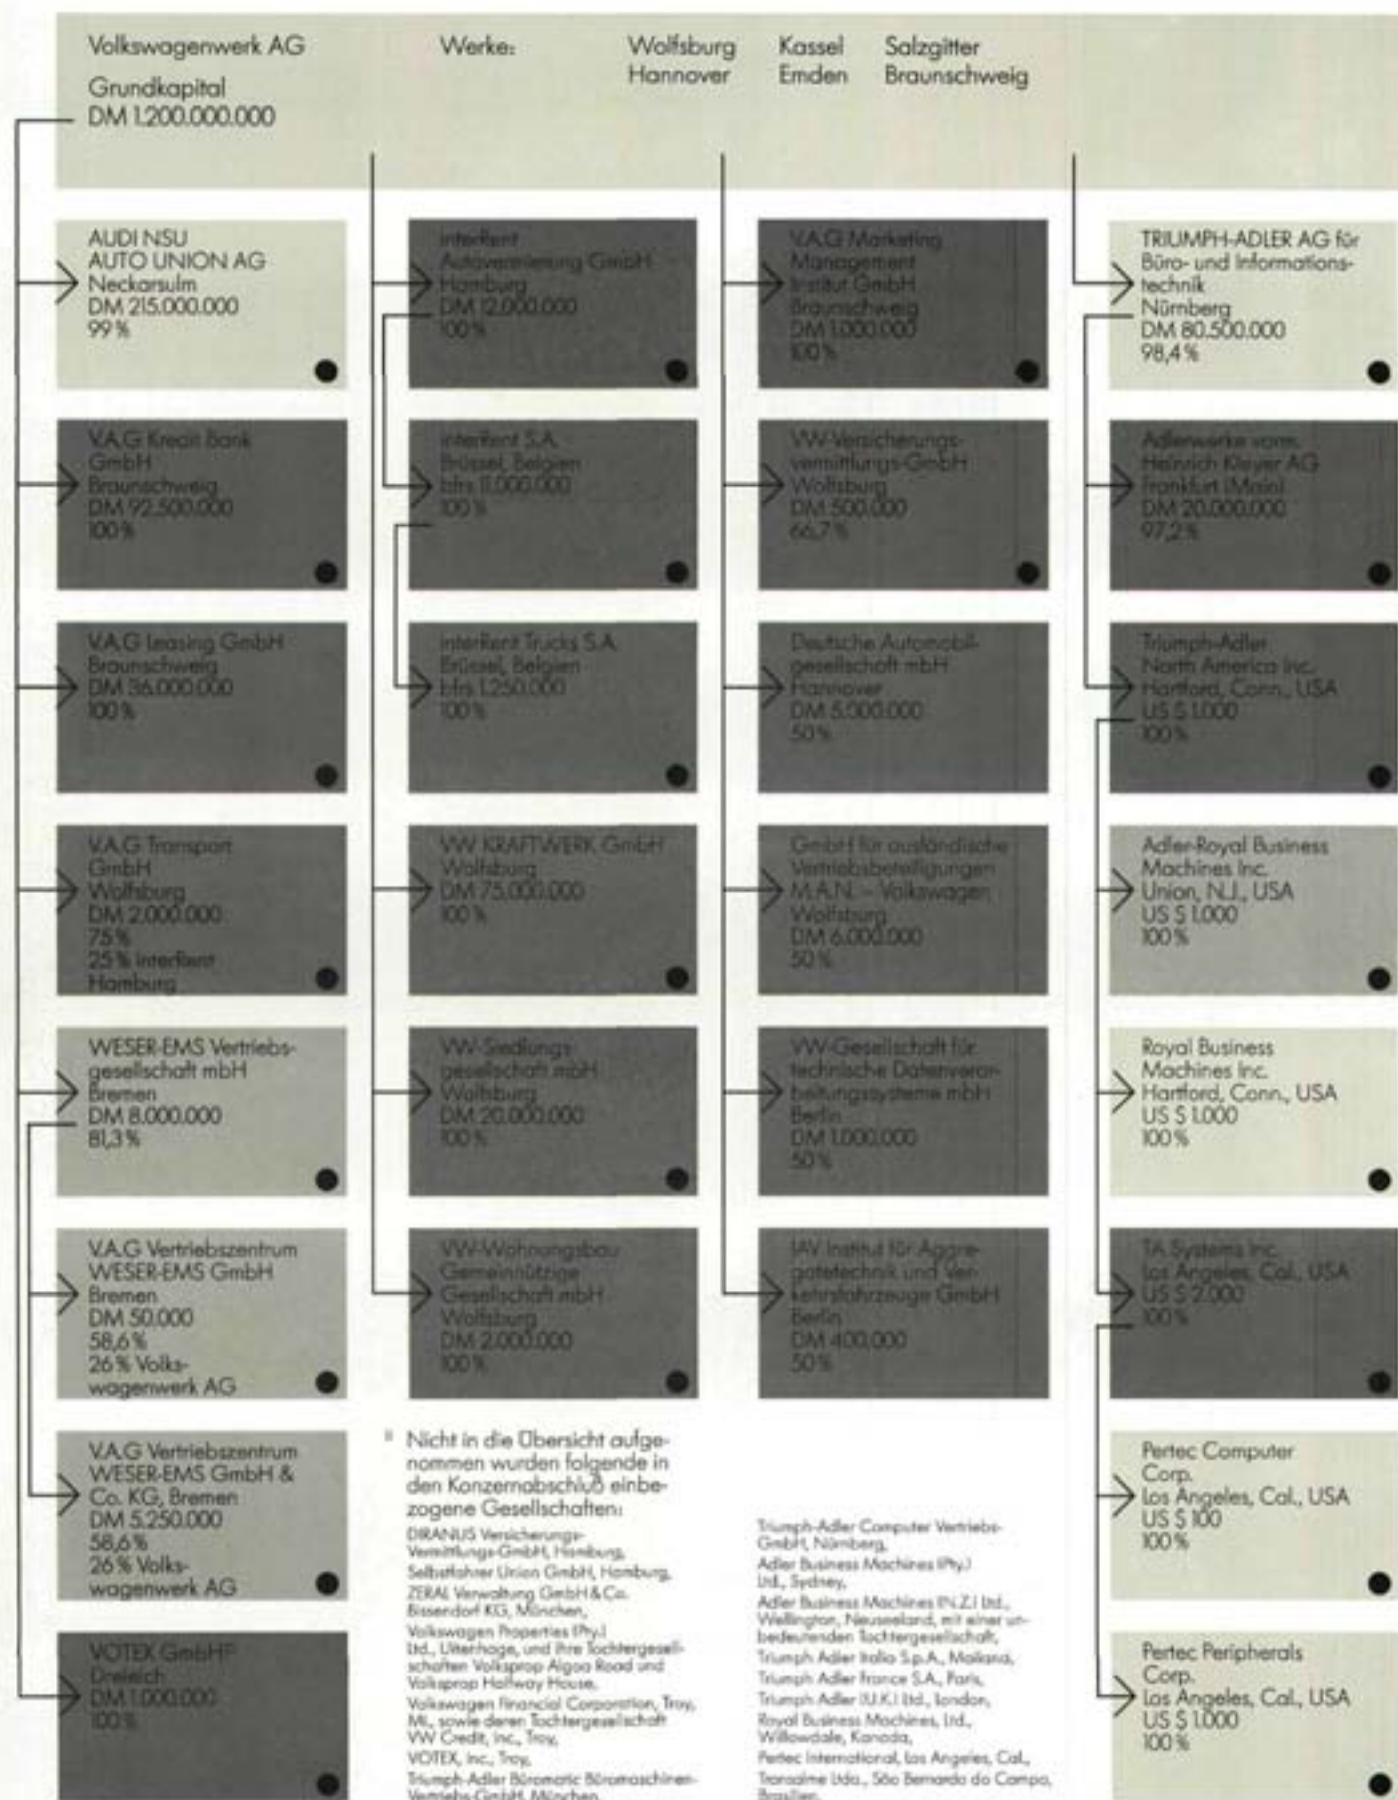 Volkswagenwerk AG
Grundkapital
DM 1.200.000.000
Werke:
Wolfsburg
Hannover
Kassel
Emden
Salzgitter
Braunschweig
AUDI NSU
AUTO UNION AG
Neckarsulm
DM 215.000.000
99 %
V.A.G Kredit Bank
GmbH
Braunschweig
DM 92.500.000
100 %
V.A.G Leasing GmbH
Braunschweig
DM 36.000.000
100 %
V.A.G Transport
GmbH
Wolfsburg
DM 2.000.000
75 %
25 % interRent
Hamburg
WESER-EMS Vertriebs-
gesellschaft mbH
Bremen
DM 8.000.000
81,3 %
V.A.G Vertriebszentrum
WESER-EMS GmbH
Bremen
DM 50.000
58,6 %
26 % Volks-
wagenwerk AG
V.A.G Vertriebszentrum
WESER-EMS GmbH &
Co. KG, Bremen
DM 5.250.000
58,6 %
26 % Volks-
wagenwerk AG
VOTEX GmbH
Dreieich
DM 1.000.000
100 %
interRent
Autovermietung GmbH
Hamburg
DM 12.000.000
100 %
interRent S.A.
Brüssel, Belgien
bfrs 11.000.000
100 %
interRent Trucks S.A.
Brüssel, Belgien
bfrs 1.250.000
100 %
VW KRAFTWERK GmbH
Wolfsburg
DM 75.000.000
100 %
VW-Siedlungs-
gesellschaft mbH
Wolfsburg
DM 20.000.000
100 %
VW-Wohnungsbau
Gemeinnützige
Gesellschaft mbH
Wolfsburg
DM 2.000.000
100 %
Nicht in die Übersicht aufge-
nommen wurden folgende in
den Konzernabschluß einbe-
zogene Gesellschaften:
DIRANUS Versicherungs-
Vermittlungs-GmbH, Hamburg,
Selbstfahrer Union GmbH, Hamburg,
ZERAL Verwaltung GmbH & Co.
Bissendorf KG, München,
Volkswagen Properties (Pty.)
Ltd., Uitenhage, und ihre Tochtergesell-
schaften Volksprop Algoa Road und
Volksprop Halfway House,
Volkswagen Financial Corporation, Troy,
MI., sowie deren Tochtergesellschaft
VW Credit, Inc., Troy,
VOTEX, Inc., Troy,
Triumph-Adler Büromatic Büromaschinen-
Vertriebs-GmbH, München,
V.A.G Marketing
Management
Institut GmbH
Braunschweig
DM 1.000.000
100 %
VW-Versicherungs-
vermittlungs-GmbH
Wolfsburg
DM 500.000
66,7 %
Deutsche Automobil-
gesellschaft mbH
Hannover
DM 5.000.000
50 %
GmbH für ausländische
Vertriebsbeteiligungen
M.A.N. – Volkswagen
Wolfsburg
DM 6.000.000
50 %
VW-Gesellschaft für
technische Datenverar-
beitungssysteme mbH
Berlin
DM 1.000.000
50 %
IAV Institut für Aggre-
gatetechnik und Ver-
kehrsfahrzeuge GmbH
Berlin
DM 400.000
50 %
Triumph-Adler Computer Vertriebs-
GmbH, Nürnberg,
Adler Business Machines (Pty.)
Ltd., Sydney,
Adler Business Machines (N.Z.) Ltd.,
Wellington, Neuseeland, mit einer un-
bedeutenden Tochtergesellschaft,
Triumph Adler Italia S.p.A., Mailand,
Triumph Adler France S.A., Paris,
Triumph Adler (U.K.) Ltd., London,
Royal Business Machines, Ltd.,
Willowdale, Kanada,
Pertec International, Los Angeles, Cal.,
Transalme Ltda., São Bernardo do Campo,
Brasilien,
TRIUMPH-ADLER AG für
Büro- und Informations-
technik
Nürnberg
DM 80.500.000
98,4 %
Adlerwerke vorm.
Heinrich Kleyer AG
Frankfurt (Main)
DM 20.000.000
97,2 %
Triumph-Adler
North America Inc.
Hartford, Conn., USA
US $ 1.000
100 %
Adler-Royal Business
Machines Inc.
Union, N.J., USA
US $ 1.000
100 %
Royal Business
Machines Inc.
Hartford, Conn., USA
US $ 1.000
100 %
TA Systems Inc.
Los Angeles, Cal., USA
US $ 2.000
100 %
Pertec Computer
Corp.
Los Angeles, Cal., USA
US $ 100
100 %
Pertec Peripherals
Corp.
Los Angeles, Cal., USA
US $ 1.000
100 %